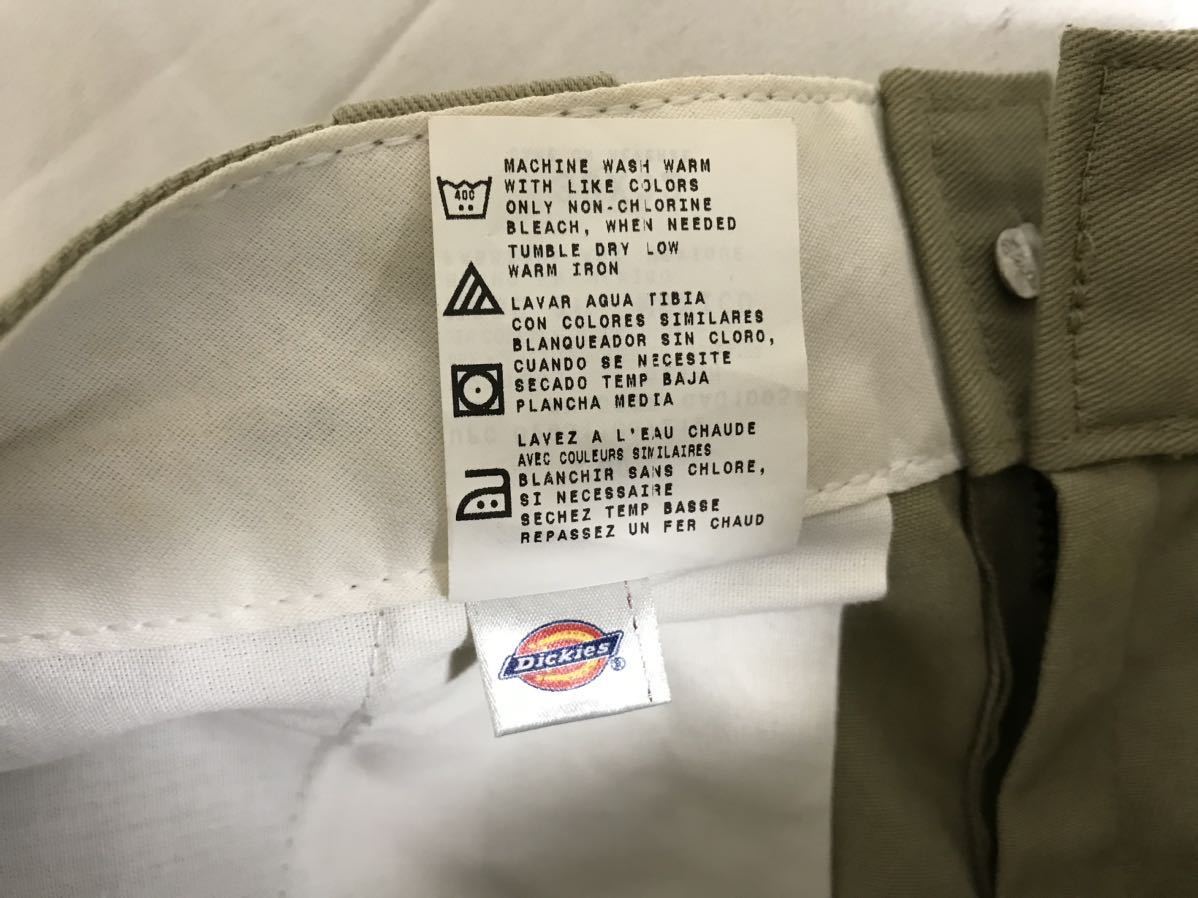 MACHINE WASH WARM
WITH LIKE COLORS
ONLY NON-CHLORINE
BLEACH, WHEN NEEDED
TUMBLE DRY LOW
WARM IRON
40C
LAVAR AGUA TIBIA
CON COLORES SIMILARES
BLANQUEADOR SIN CLORO,
CUANDO SE NECESITE
SECADO TEMP BAJA
PLANCHA MEDIA
LAVEZ A L'EAU CHAUDE
AVEC COULEURS SIMILAIRES
BLANCHIR SANS CHLORE,
SI NECESSAIRE
SECHEZ TEMP BASSE
REPASSEZ UN FER CHAUD
Dickies®